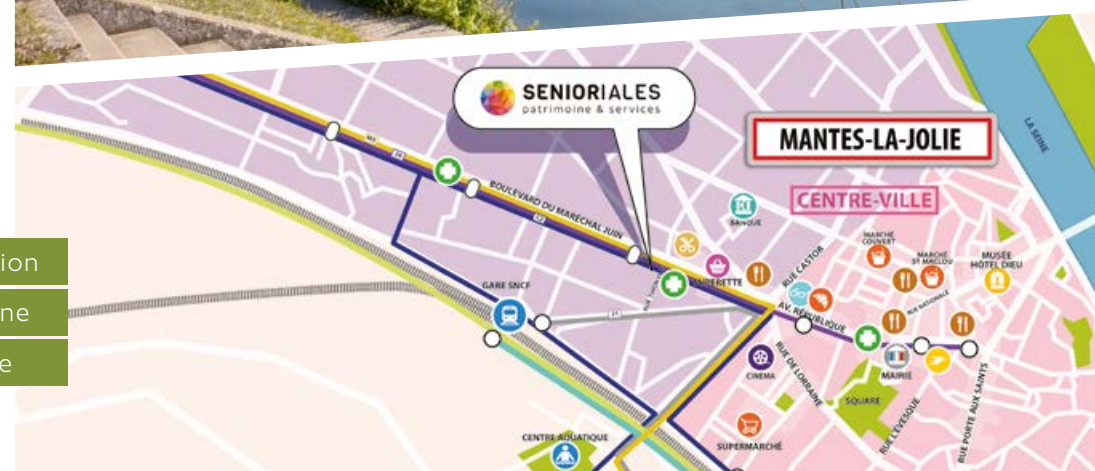 SENIORIALES
patrimoine & services
MANTES-LA-JOLIE
LA SEINE
CENTRE-VILLE
BOULEVARD DU MARÉCHAL JUIN
BANQUE
MARCHÉ
COUVERT
MARCHÉ
ST MACLOU
MUSÉE
HÔTEL DIEU
ion
ne
e
GARE SNCF
RUE CASTOR
RUE NATIONALE
AV. RÉPUBLIQUE
CINEMA
RUE DE LORRAINE
MAIRIE
SQUARE
RUE L'EVESQUE
RUE PORTE AUX SAINTS
SUPERMARCHÉ
CENTRE AQUATIQUE